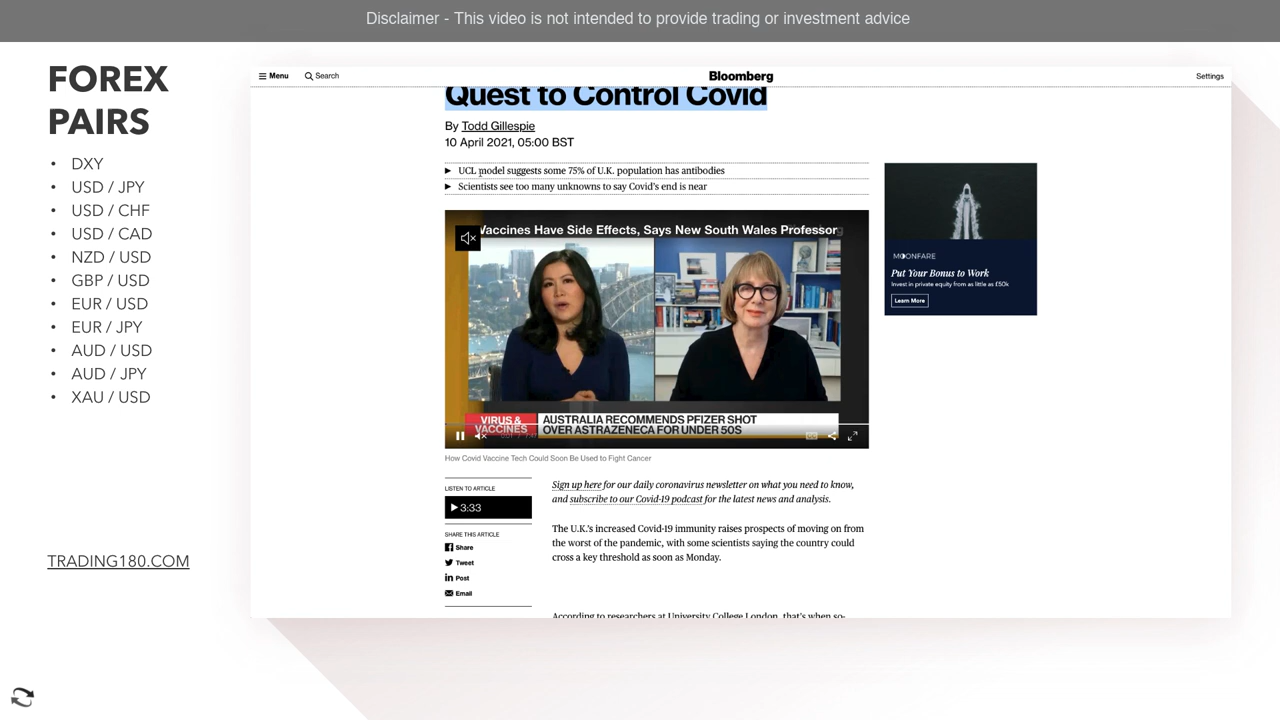 Disclaimer - This video is not intended to provide trading or investment advice
FOREX
PAIRS
• DXY
• USD / JPY
• USD / CHF
• USD / CAD
• NZD / USD
• GBP / USD
• EUR / USD
• EUR / JPY
• AUD / USD
• AUD / JPY
• XAU / USD
TRADING180.COM
Menu
Search
Bloomberg
Settings
Quest to Control Covid
By Todd Gillespie
10 April 2021, 05:00 BST
UCL model suggests some 75% of U.K. population has antibodies
Scientists see too many unknowns to say Covid's end is near
Vaccines Have Side Effects, Says New South Wales Professor
VIRUS &
VACCINES
AUSTRALIA RECOMMENDS PFIZER SHOT
OVER ASTRAZENECA FOR UNDER 50S
How Covid Vaccine Tech Could Soon Be Used to Fight Cancer
MOONFARE
Put Your Bonus to Work
Invest in private equity from as little as £50k
Learn More
LISTEN TO ARTICLE
3:33
SHARE THIS ARTICLE
Share
Tweet
Post
Email
Sign up here for our daily coronavirus newsletter on what you need to know,
and subscribe to our Covid-19 podcast for the latest news and analysis.
The U.K.'s increased Covid-19 immunity raises prospects of moving on from
the worst of the pandemic, with some scientists saying the country could
cross a key threshold as soon as Monday.
According to researchers at University College London, that's when so-